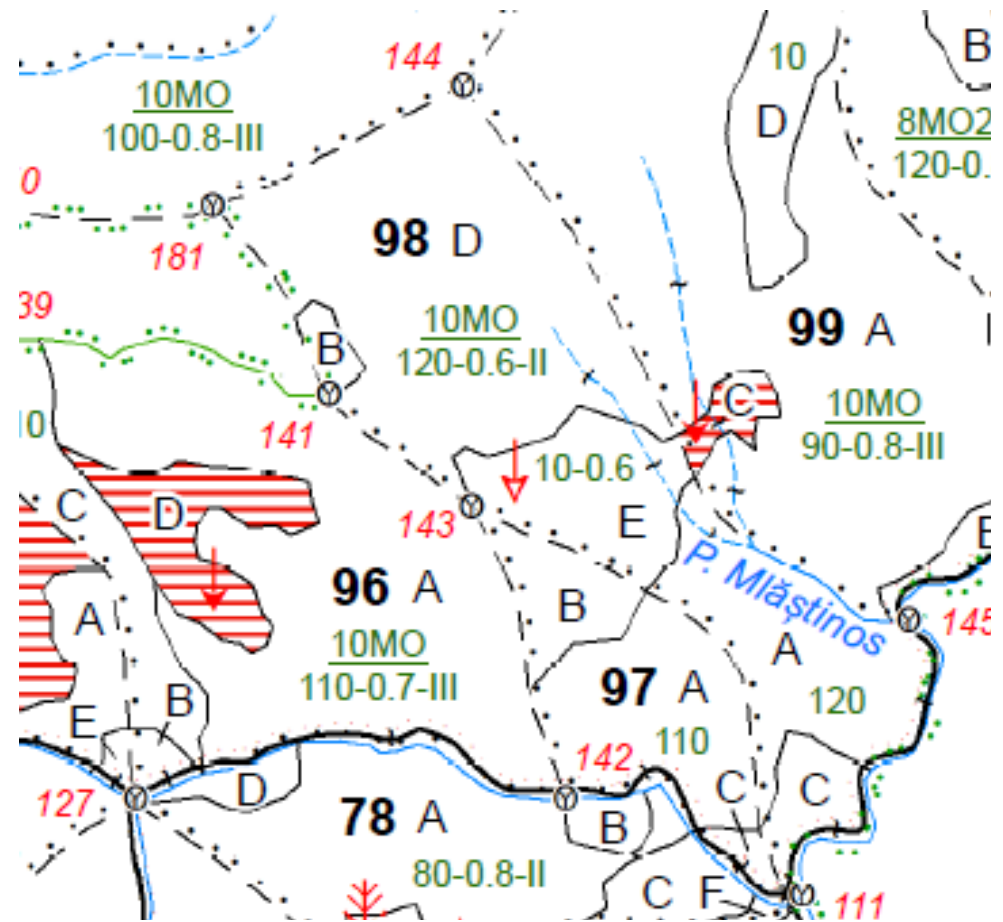 144
10
B
10MO
100-0.8-III
D
8MO2
120-0.
0
181
98 D
39
B
10MO
120-0.6-II
99 A
C
10MO
90-0.8-III
10
141
10-0.6
C
D
143
E
P. Mlăștinos
96 A
B
A
145
A
10MO
110-0.7-III
97 A
120
E
B
110
142
C
C
127
D
78 A
B
80-0.8-II
C
F
111